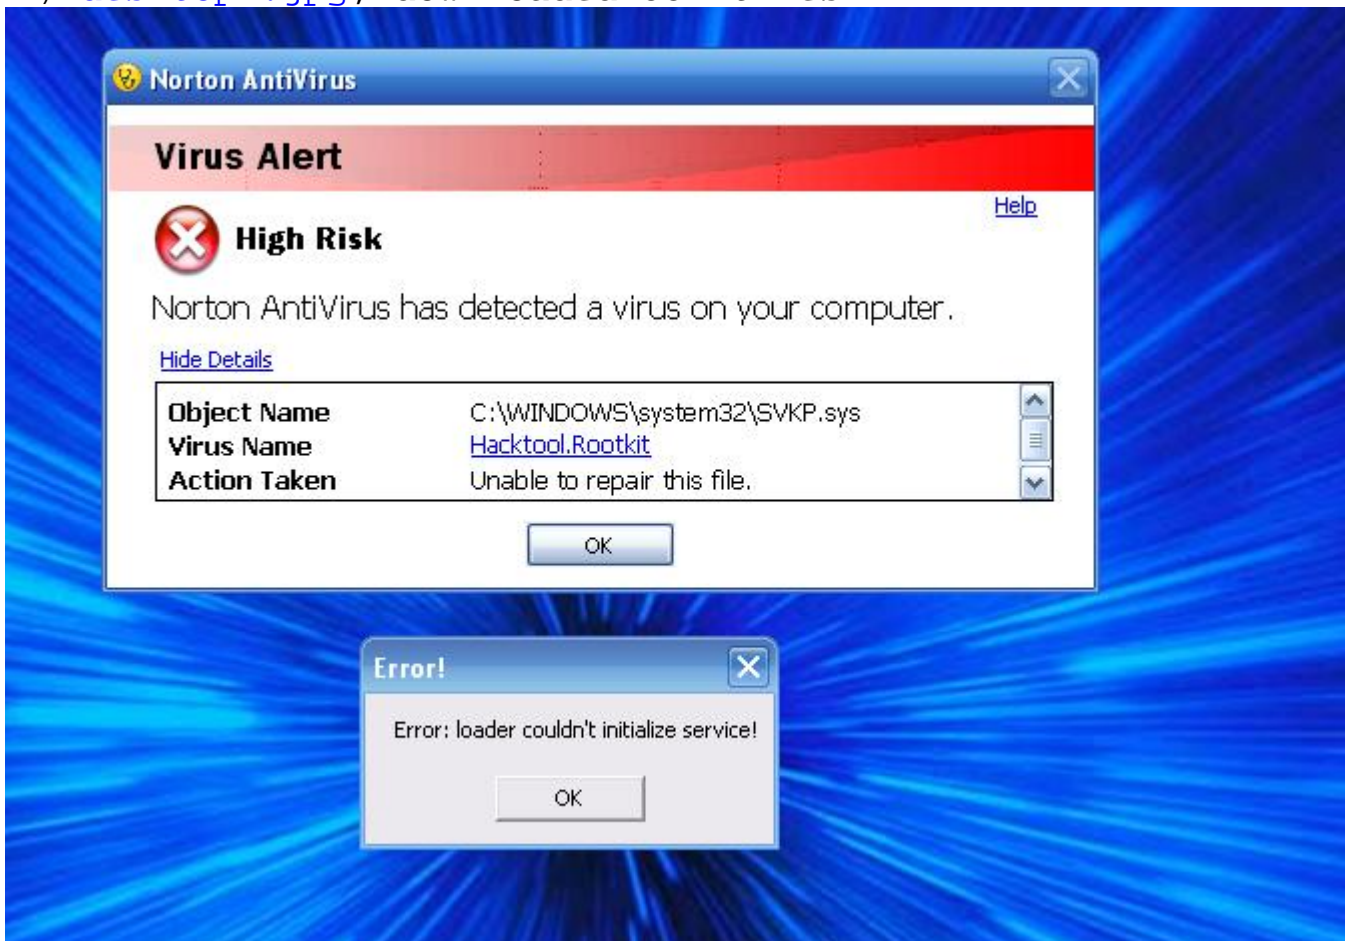 Norton AntiVirus
Virus Alert
Help
High Risk
Norton AntiVirus has detected a virus on your computer.
Hide Details
Object Name C:\WINDOWS\system32\SVKP.sys
Virus Name Hacktool.Rootkit
Action Taken Unable to repair this file.
OK
Error!
Error: loader couldn't initialize service!
OK